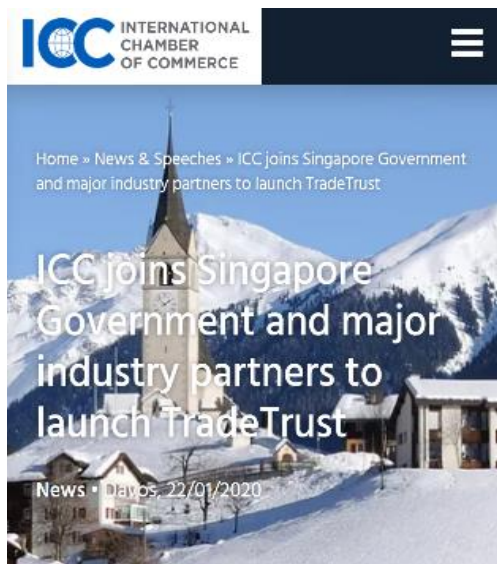 ICC INTERNATIONAL
CHAMBER
OF COMMERCE
Home » News & Speeches » ICC joins Singapore Government
and major industry partners to launch TradeTrust
ICC joins Singapore
Government and major
industry partners to
launch TradeTrust
News • Davos, 22/01/2020